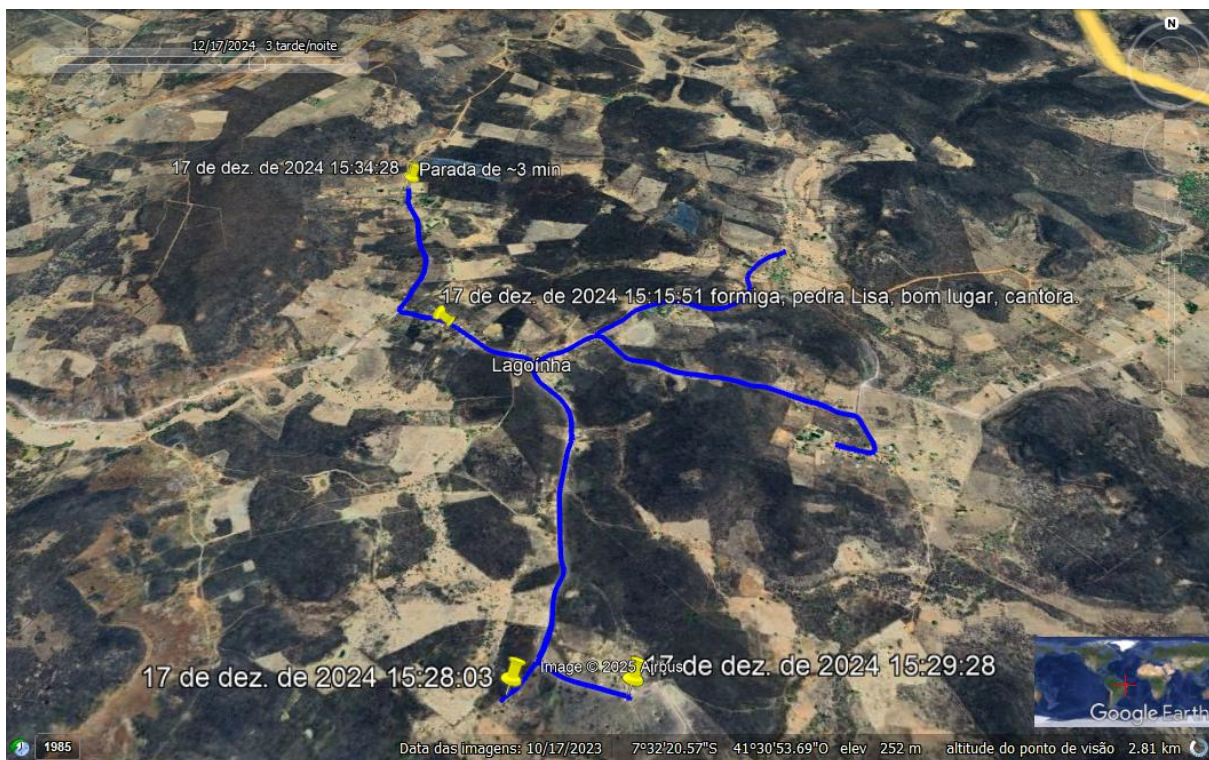 N
12/17/2024 3 tarde/noite
17 de dez. de 2024 15:34:28
Parada de ~3 min
17 de dez. de 2024 15:15:51 formiga, pedra Lisa, bom lugar, cantora.
Lagoínha
17 de dez. de 2024 15:28:03
Image © 2025 Airbus
17 de dez. de 2024 15:29:28
Google Earth
1985
Data das imagens: 10/17/2023 7°32'20.57"S 41°30'53.69"O elev 252 m altitude do ponto de visão 2.81 km